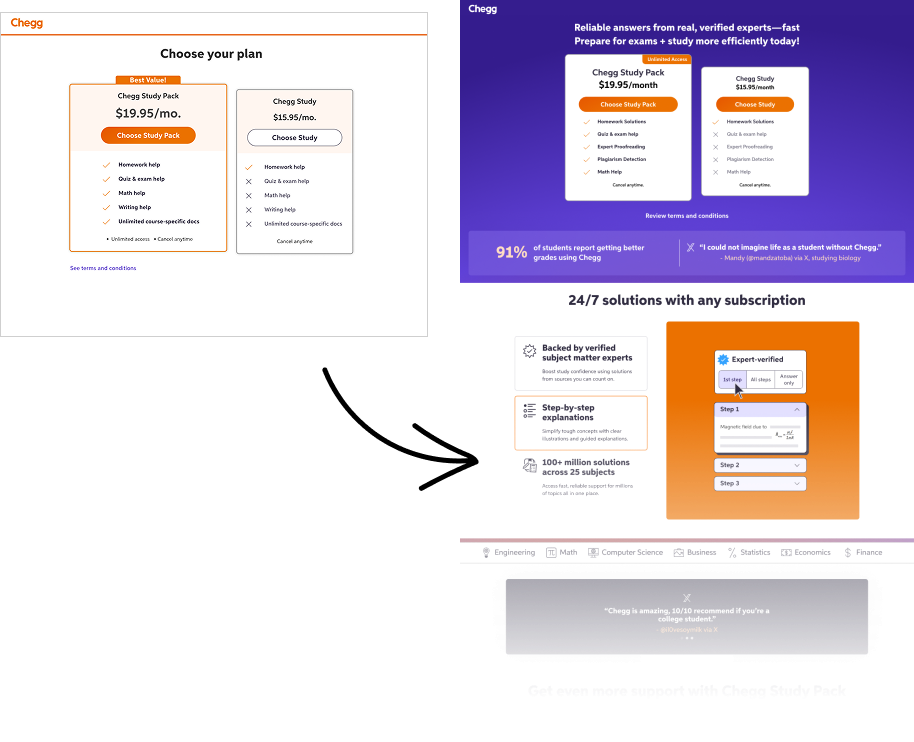 Chegg
Choose your plan
Best Value!
Chegg Study Pack
$19.95/mo.
Choose Study Pack
Homework help
Quiz & exam help
Math help
Writing help
Unlimited course-specific docs
• Unlimited access • Cancel anytime
Chegg Study
$15.95/mo.
Choose Study
Homework help
Quiz & exam help
Math help
Writing help
Unlimited course-specific docs
Cancel anytime
See terms and conditions
Chegg
Reliable answers from real, verified experts—fast
Prepare for exams + study more efficiently today!
Unlimited Access
Chegg Study Pack
$19.95/month
Choose Study Pack
Homework Solutions
Quiz & exam help
Expert Proofreading
Plagiarism Detection
Math Help
Cancel anytime.
Chegg Study
$15.95/month
Choose Study
Homework Solutions
Quiz & exam help
Expert Proofreading
Plagiarism Detection
Math Help
Cancel anytime.
Review terms and conditions
91%
of students report getting better
grades using Chegg
“I could not imagine life as a student without Chegg.”
- Mandy (@mandzatoba) via X, studying biology
24/7 solutions with any subscription
Backed by verified
subject matter experts
Boost study confidence using solutions
from sources you can count on.
Step-by-step
explanations
Simplify tough concepts with clear
illustrations and guided explanations.
100+ million solutions
across 25 subjects
Access fast, reliable support for millions
of topics all in one place.
Expert-verified
1st step
All steps
Answer
only
Step 1
Magnetic field due to
Step 2
Step 3
Engineering
Math
Computer Science
Business
Statistics
Economics
Finance
“Chegg is amazing, 10/10 recommend if you're a
college student.”
via X
Get even more support with Chegg Study Pack